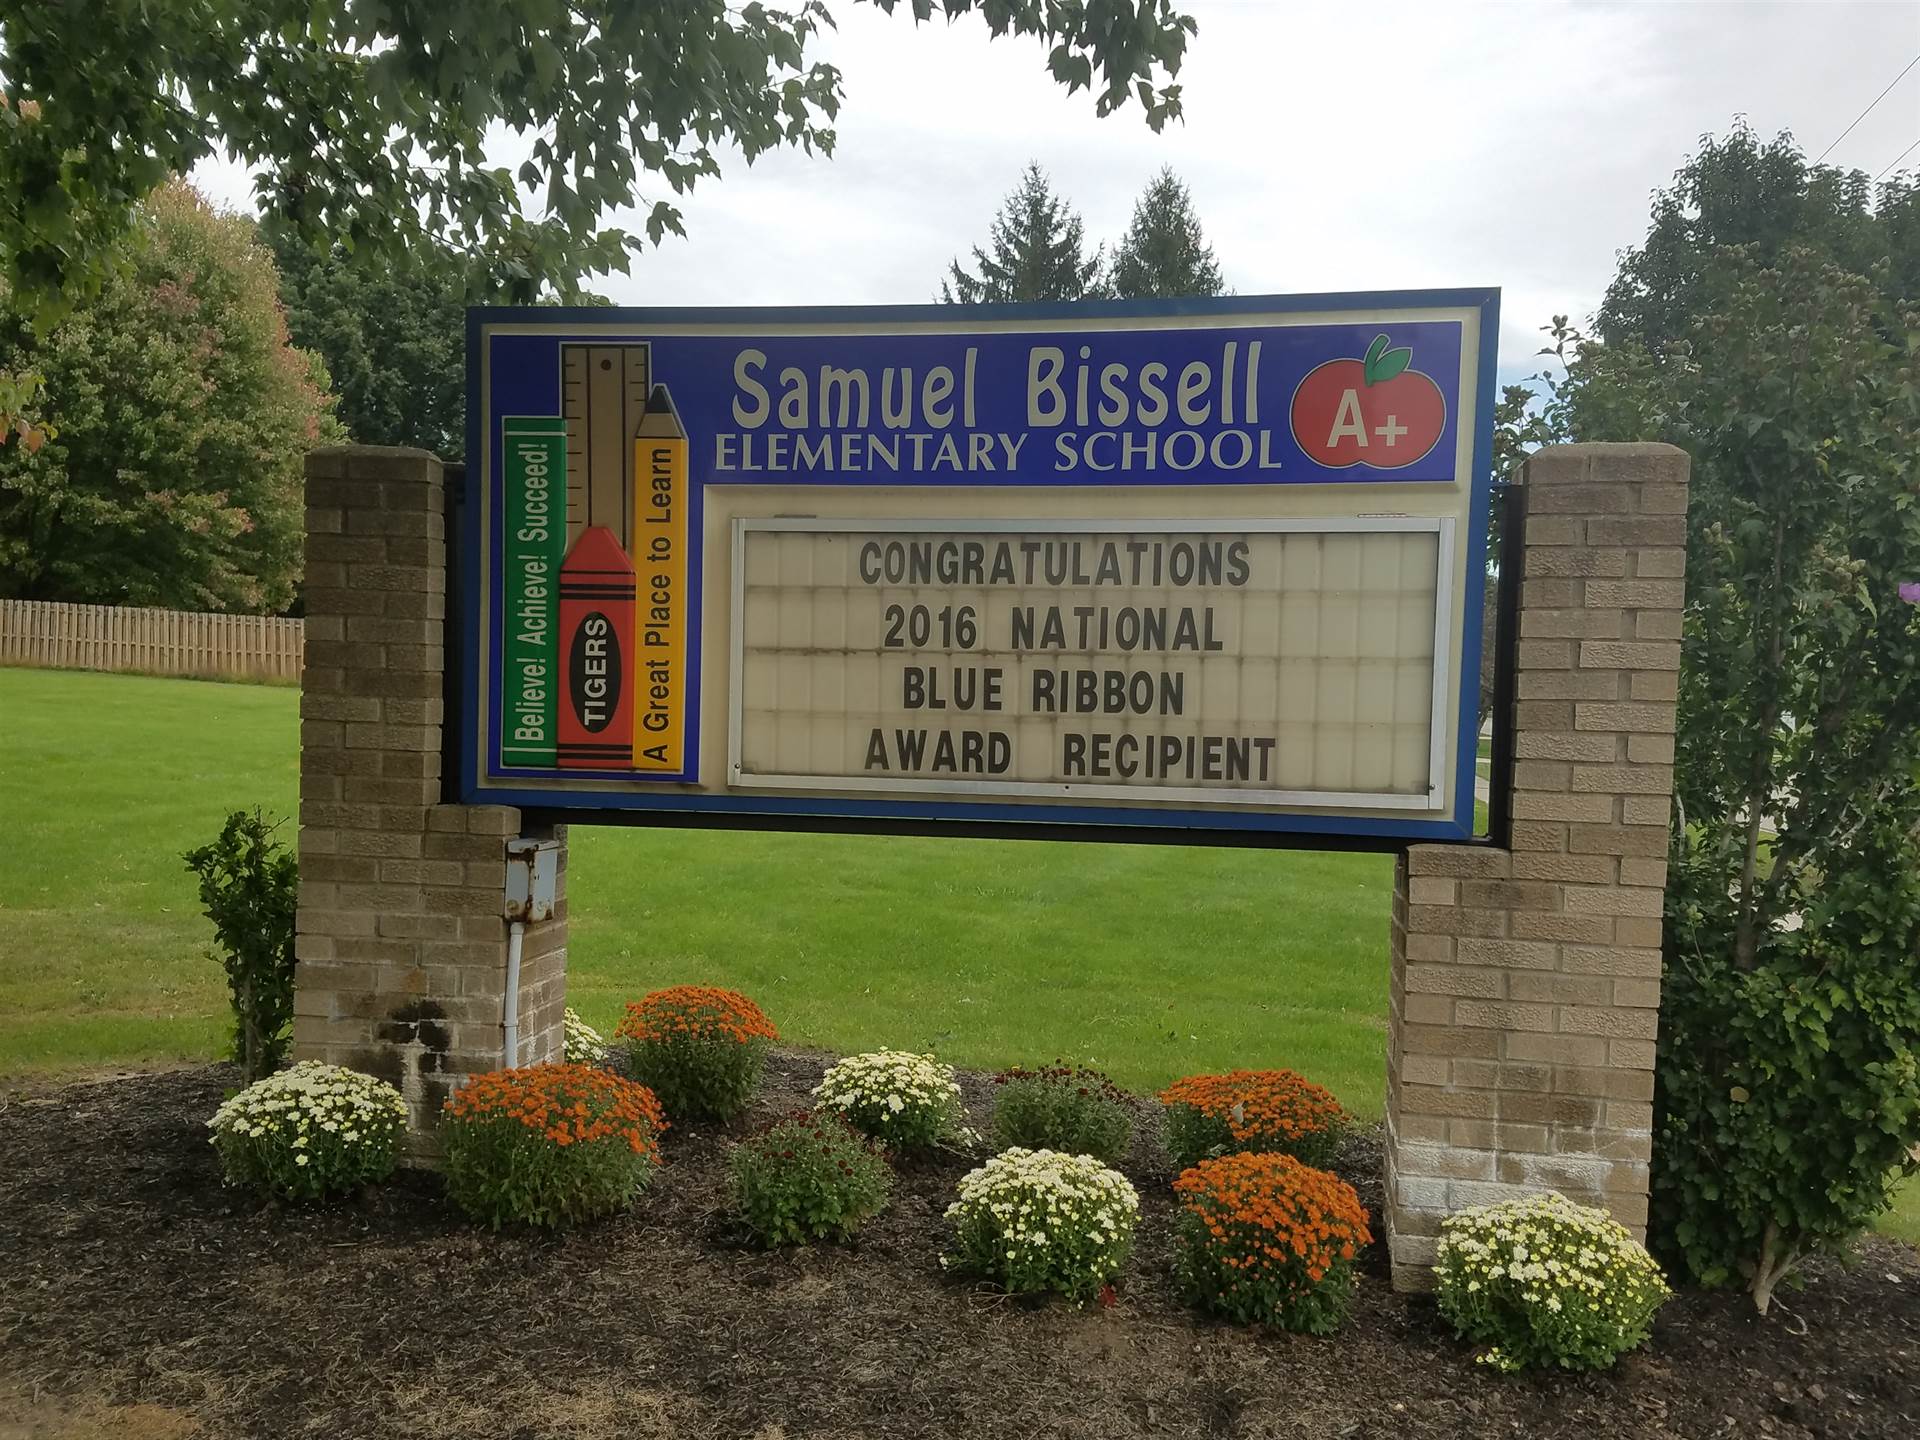 Samuel Bissell
ELEMENTARY SCHOOL
A+
Believe! Achieve! Succeed!
TIGERS
A Great Place to Learn
CONGRATULATIONS
2016 NATIONAL
BLUE RIBBON
AWARD RECIPIENT